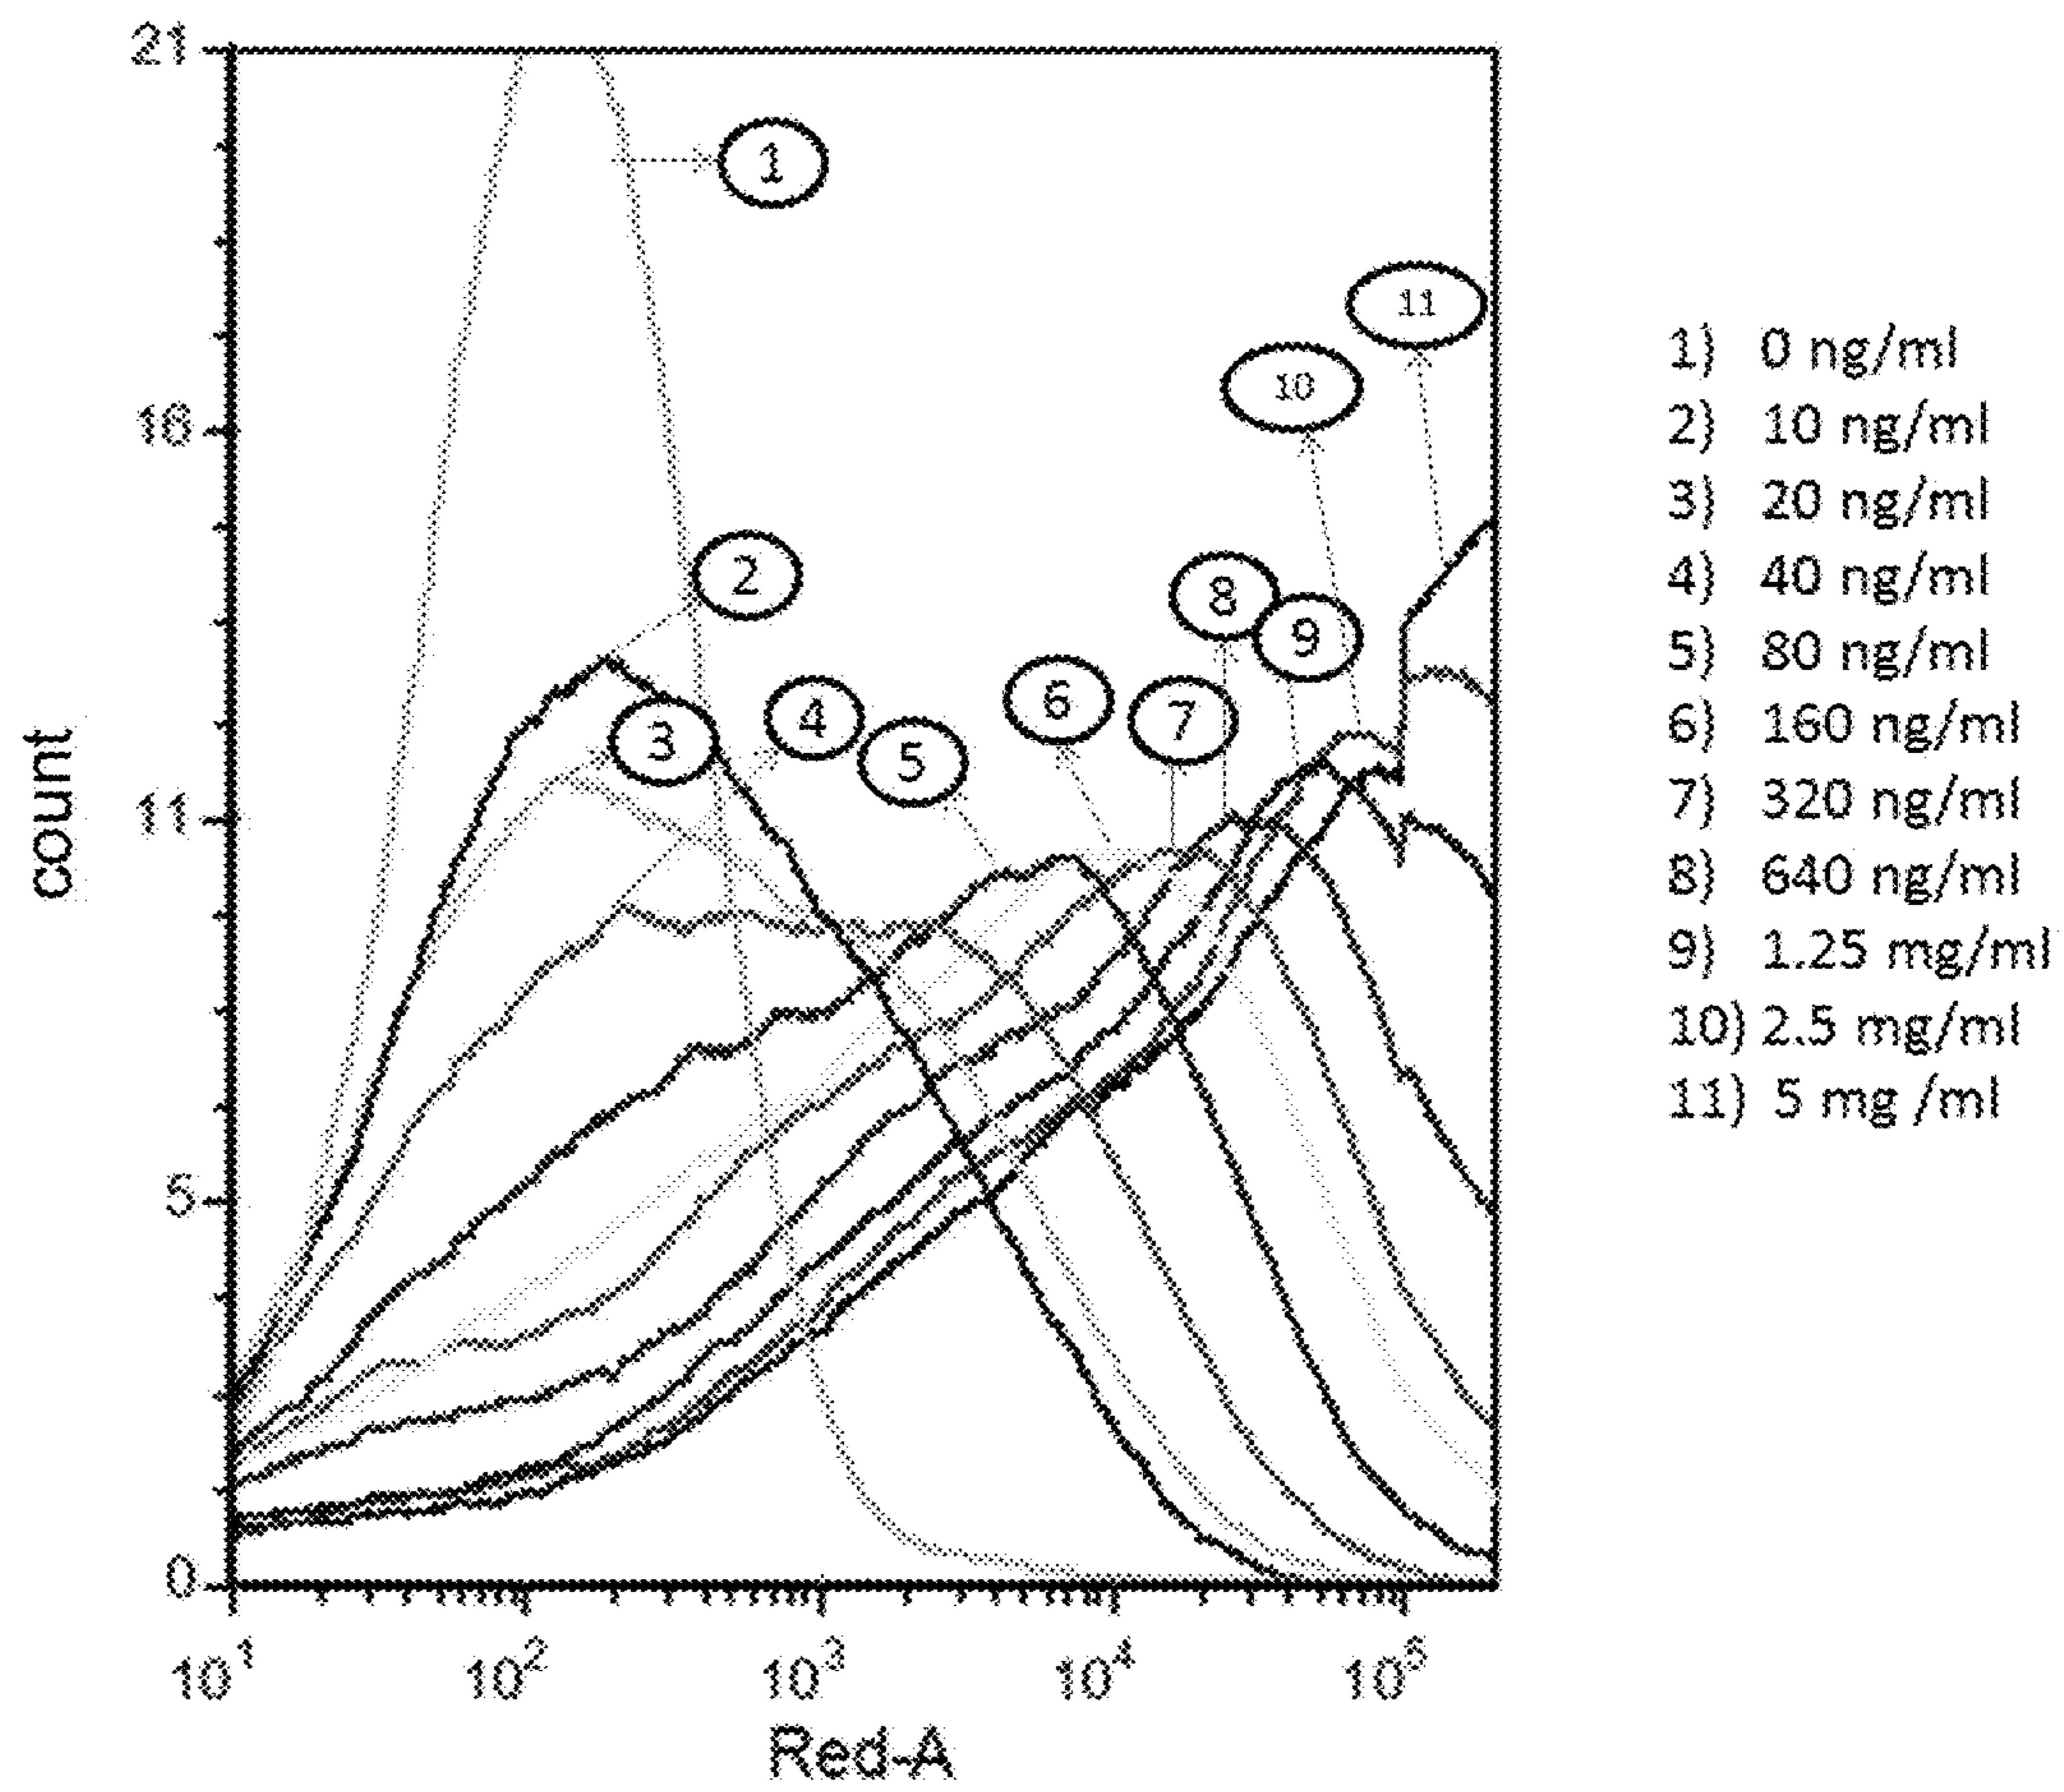 21
16
11
5
0
count
10¹
10²
10³
10⁴
10⁵
Red-A
1
2
3
4
5
6
7
8
9
10
11
1) 0 ng/ml
2) 10 ng/ml
3) 20 ng/ml
4) 40 ng/ml
5) 80 ng/ml
6) 160 ng/ml
7) 320 ng/ml
8) 640 ng/ml
9) 1.25 mg/ml
10) 2.5 mg/ml
11) 5 mg /ml